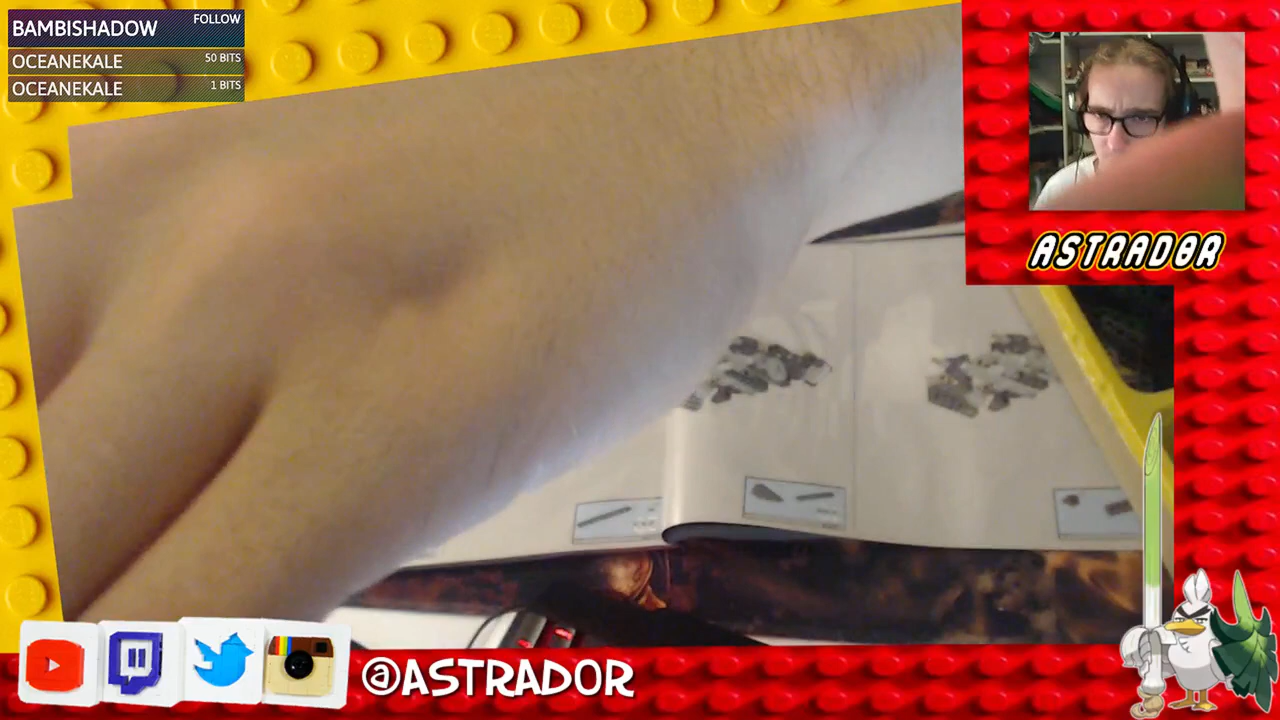 BAMBISHADOW FOLLOW
OCEANEKALE 50 BITS
OCEANEKALE 1 BITS
ASTRADOR
@ASTRADOR